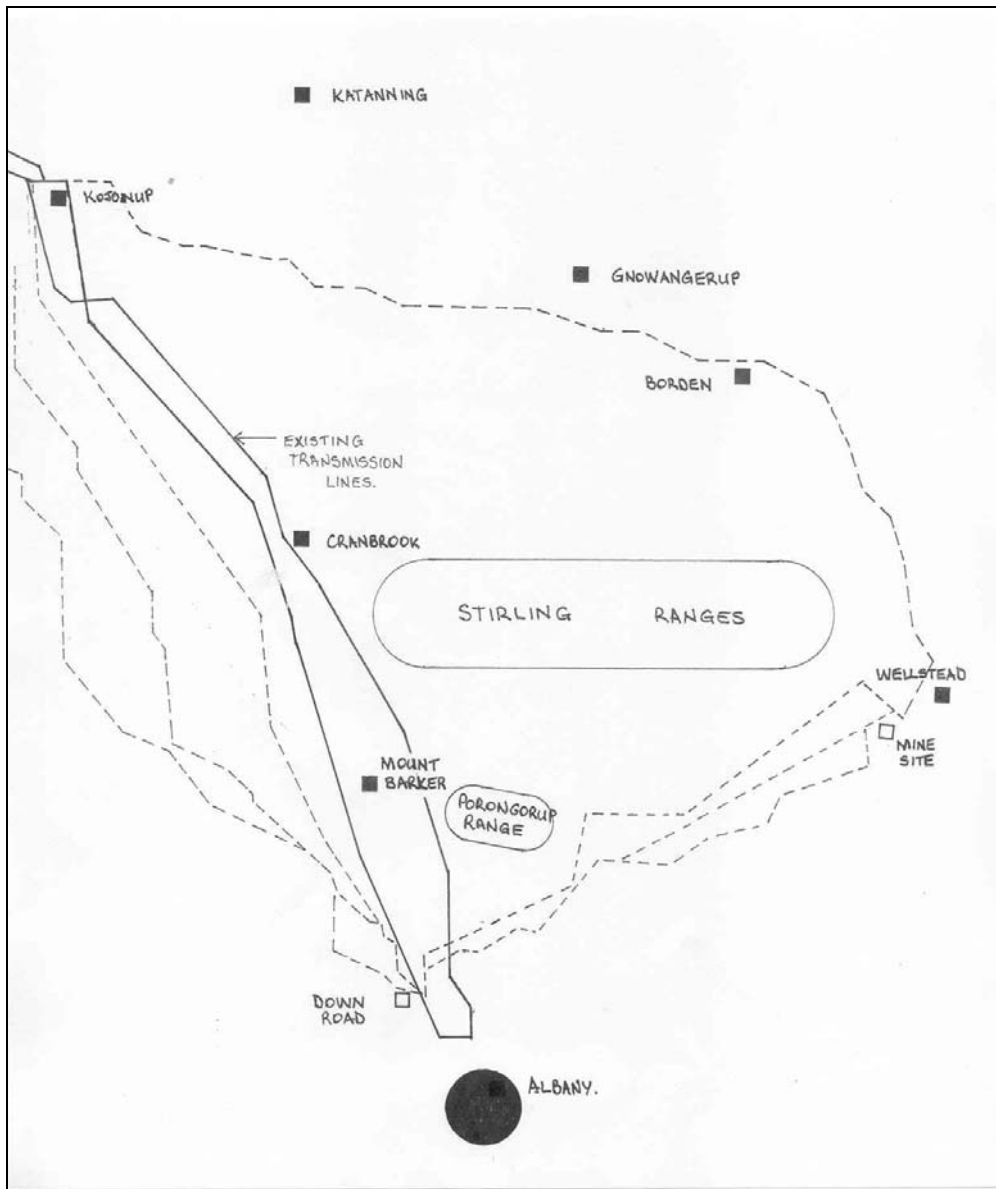 KATANNING
KOJONUP
GNOWANGERUP
BORDEN
EXISTING
TRANSMISSION
LINES.
CRANBROOK
STIRLING RANGES
WELLSTEAD
MINE
SITE
MOUNT
BARKER
PORONGORUP
RANGE
DOWN
ROAD
ALBANY.